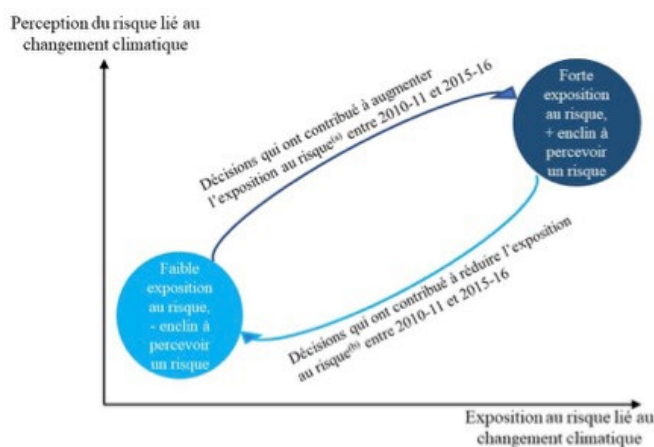 Perception du risque lié au
changement climatique
Forte
exposition
au risque,
+ enclin à
percevoir
un risque
Décisions qui ont contribué à augmenter
l'exposition au risque(a) entre 2010-11 et 2015-16
Faible
exposition
au risque,
- enclin à
percevoir
un risque
Décisions qui ont contribué à réduire l'exposition
au risque(b) entre 2010-11 et 2015-16
Exposition au risque lié au
changement climatique